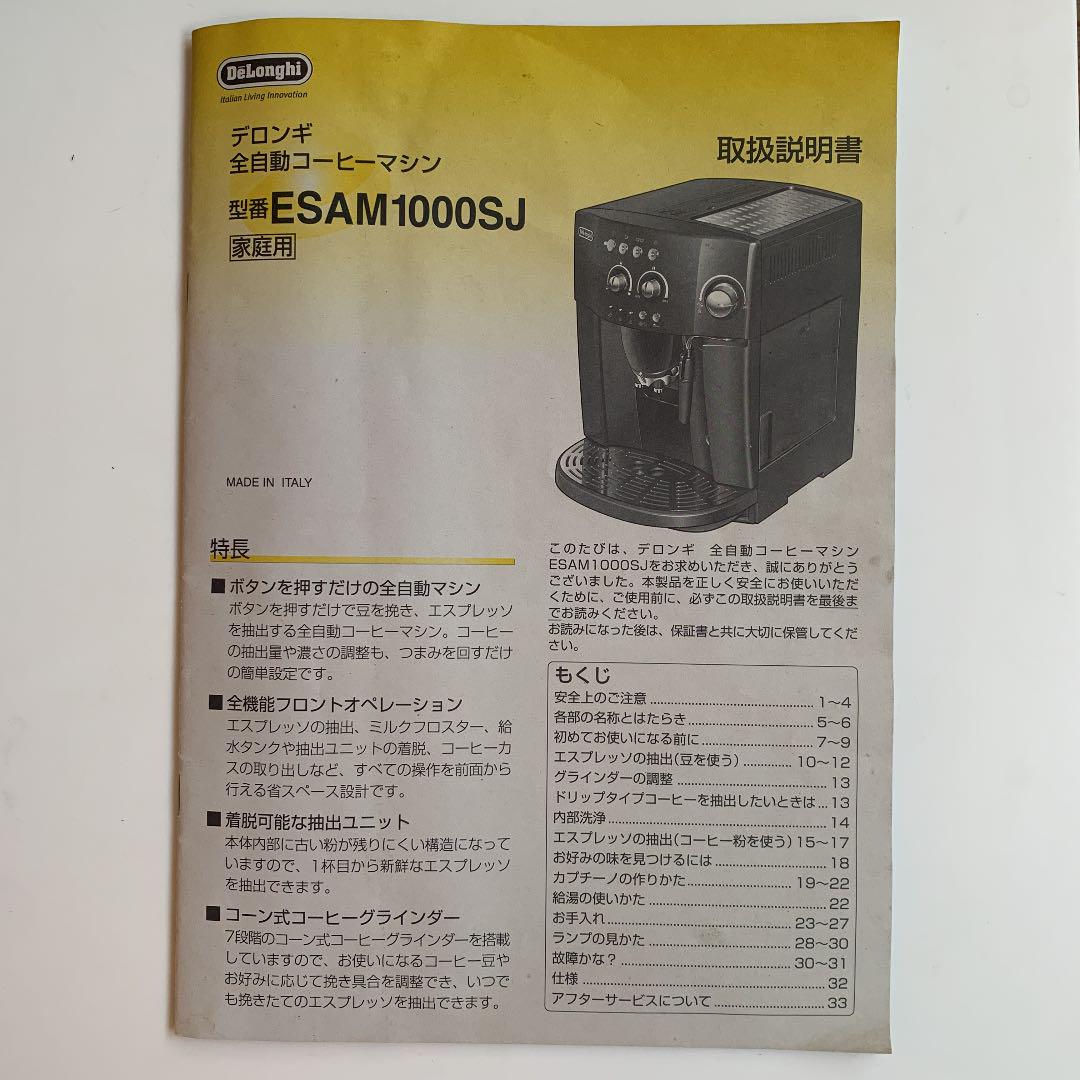 DeLonghi
Italian Living Innovation
デロンギ
全自動コーヒーマシン
型番ESAM1000SJ
家庭用
取扱説明書
DeLonghi
MADE IN ITALY
特長
■ボタンを押すだけの全自動マシン
ボタンを押すだけで豆を挽き、エスプレッソ
を抽出する全自動コーヒーマシン。コーヒー
の抽出量や濃さの調整も、つまみを回すだけ
の簡単設定です。
■全機能フロントオペレーション
エスプレッソの抽出、ミルクフロスター、給
水タンクや抽出ユニットの着脱、コーヒーカ
スの取り出しなど、すべての操作を前面から
行える省スペース設計です。
■着脱可能な抽出ユニット
本体内部に古い粉が残りにくい構造になって
いますので、1杯目から新鮮なエスプレッソ
を抽出できます。
■コーン式コーヒーグラインダー
7段階のコーン式コーヒーグラインダーを搭載
していますので、お使いになるコーヒー豆や
お好みに応じて挽き具合を調整でき、いつで
も挽きたてのエスプレッソを抽出できます。
このたびは、デロンギ 全自動コーヒーマシン
ESAM1000SJをお求めいただき、誠にありがとう
ございました。本製品を正しく安全にお使いいただ
くために、ご使用前に、必ずこの取扱説明書を最後ま
でお読みください。
お読みになった後は、保証書と共に大切に保管してくだ
さい。
もくじ
安全上のご注意 1〜4
各部の名称とはたらき 5〜6
初めてお使いになる前に 7〜9
エスプレッソの抽出(豆を使う) 10〜12
グラインダーの調整 13
ドリップタイプコーヒーを抽出したいときは 13
内部洗浄 14
エスプレッソの抽出(コーヒー粉を使う) 15〜17
お好みの味を見つけるには 18
カプチーノの作りかた 19〜22
給湯の使いかた 22
お手入れ 23〜27
ランプの見かた 28〜30
故障かな? 30〜31
仕様 32
アフターサービスについて 33